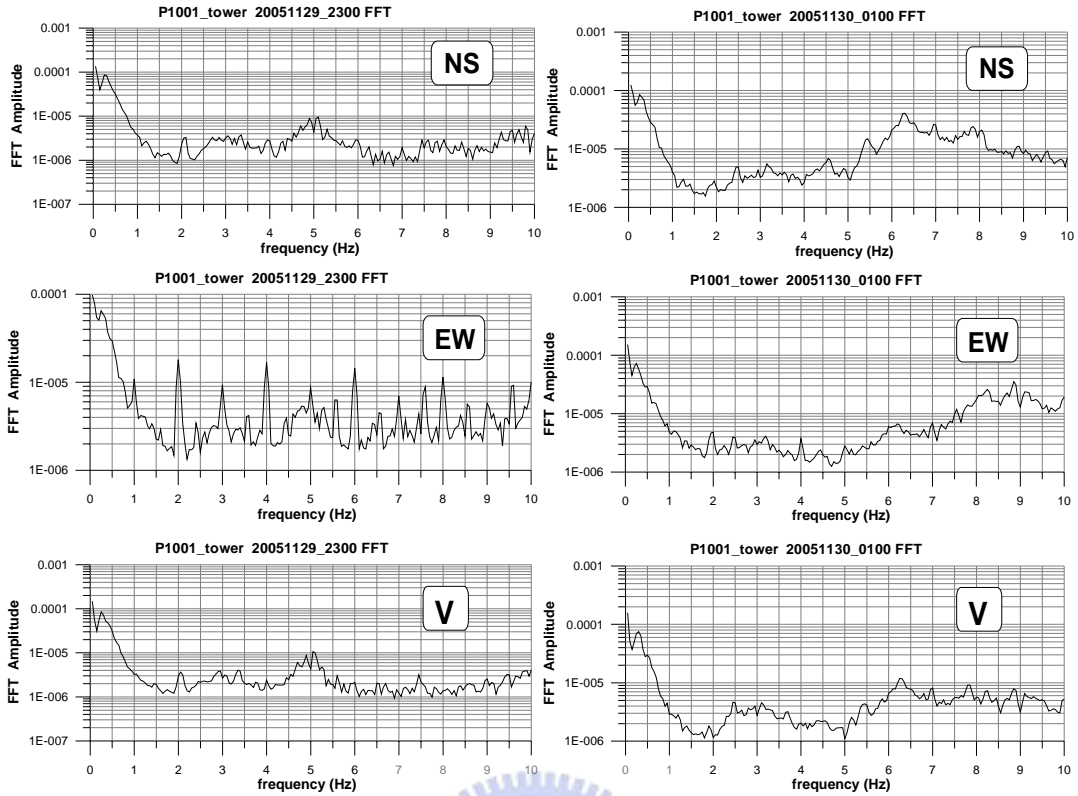 P1001_tower 20051129_2300 FFT
0.001
0.0001
1E-005
1E-006
1E-007
FFT Amplitude
NS
0 1 2 3 4 5 6 7 8 9 10
frequency (Hz)
P1001_tower 20051130_0100 FFT
0.001
0.0001
1E-005
1E-006
FFT Amplitude
NS
0 1 2 3 4 5 6 7 8 9 10
frequency (Hz)
P1001_tower 20051129_2300 FFT
0.0001
1E-005
1E-006
FFT Amplitude
EW
0 1 2 3 4 5 6 7 8 9 10
frequency (Hz)
P1001_tower 20051130_0100 FFT
0.001
0.0001
1E-005
1E-006
FFT Amplitude
EW
0 1 2 3 4 5 6 7 8 9 10
frequency (Hz)
P1001_tower 20051129_2300 FFT
0.001
0.0001
1E-005
1E-006
1E-007
FFT Amplitude
V
0 1 2 3 4 5 6 7 8 9 10
frequency (Hz)
P1001_tower 20051130_0100 FFT
0.001
0.0001
1E-005
1E-006
FFT Amplitude
V
0 1 2 3 4 5 6 7 8 9 10
frequency (Hz)